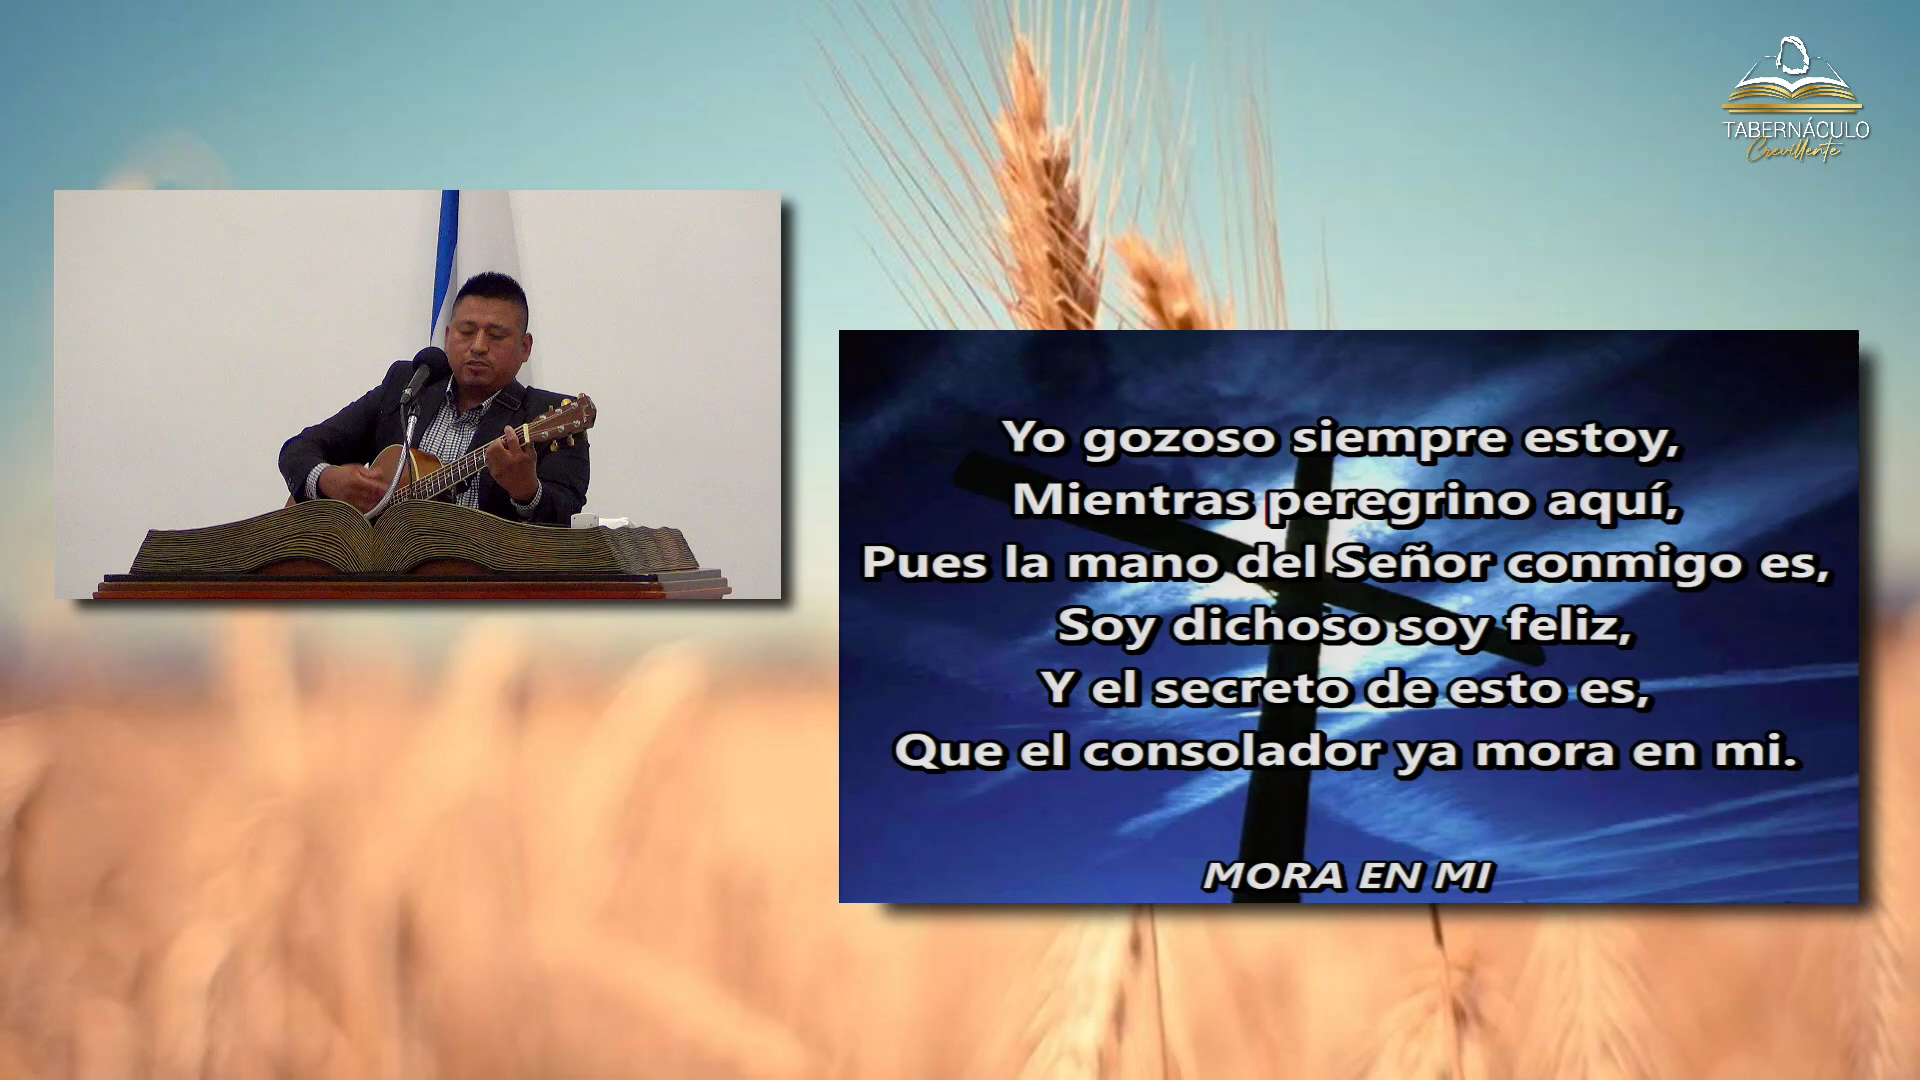 TABERNÁCULO
Crevillente
Yo gozoso siempre estoy,
Mientras peregrino aquí,
Pues la mano del Señor conmigo es,
Soy dichoso soy feliz,
Y el secreto de esto es,
Que el consolador ya mora en mi.
MORA EN MI